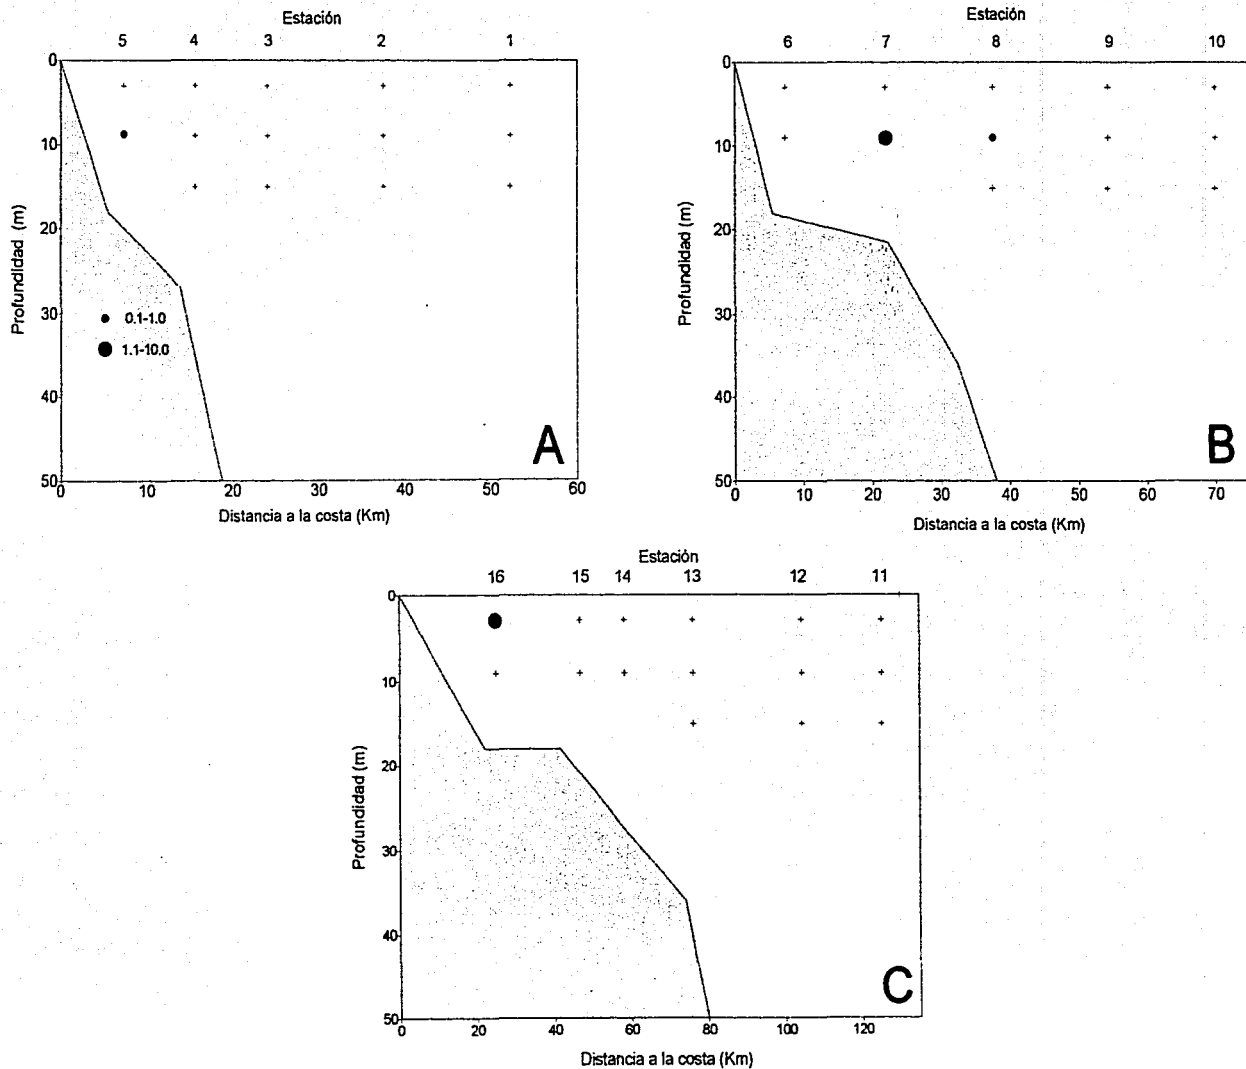 Estación
5 4 3 2 1
0
10
20
30
40
50
Profundidad (m)
0.1-1.0
1.1-10.0
A
0 10 20 30 40 50 60
Distancia a la costa (Km)
Estación
6 7 8 9 10
0
10
20
30
40
50
Profundidad (m)
B
0 10 20 30 40 50 60 70
Distancia a la costa (Km)
Estación
16 15 14 13 12 11
0
10
20
30
40
50
Profundidad (m)
C
0 20 40 60 80 100 120
Distancia a la costa (Km)